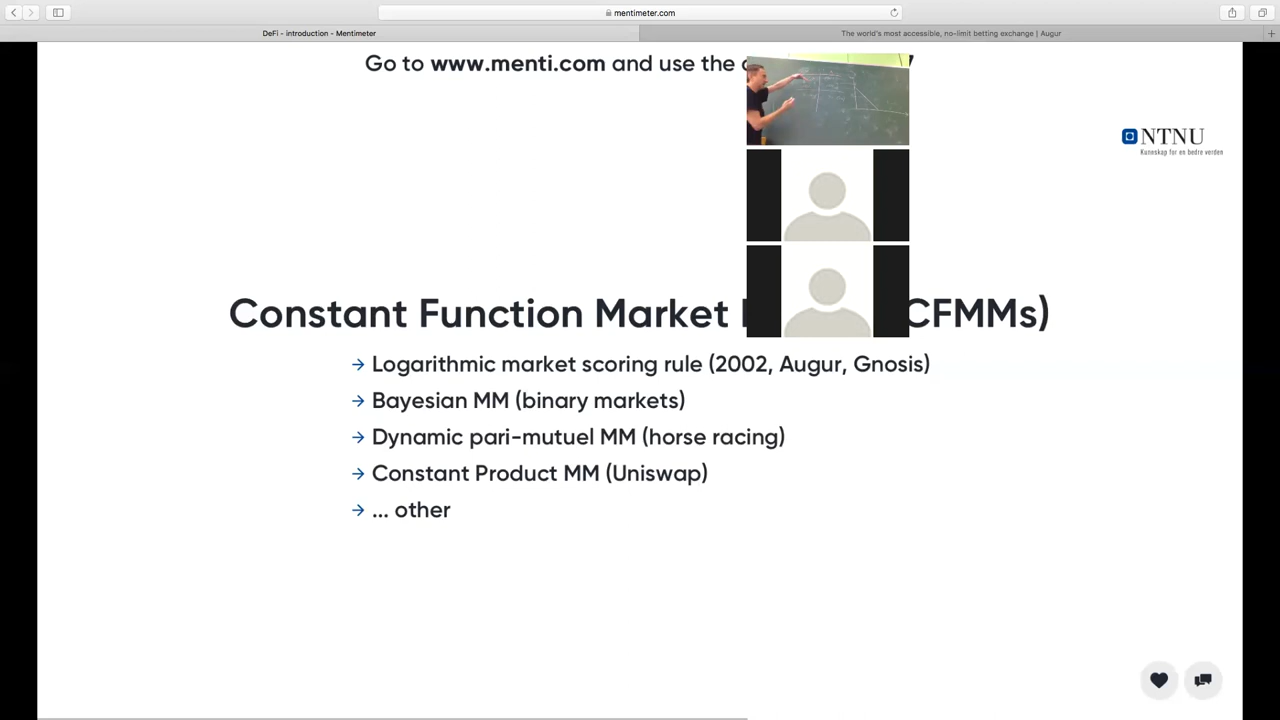 mentimeter.com
DeFi - introduction - Mentimeter
The world's most accessible, no-limit betting exchange | Augur
Go to www.menti.com and use the
NTNU
Kunnskap for en bedre verden
Constant Function Market CFMMs)
→ Logarithmic market scoring rule (2002, Augur, Gnosis)
→ Bayesian MM (binary markets)
→ Dynamic pari-mutuel MM (horse racing)
→ Constant Product MM (Uniswap)
→ ... other